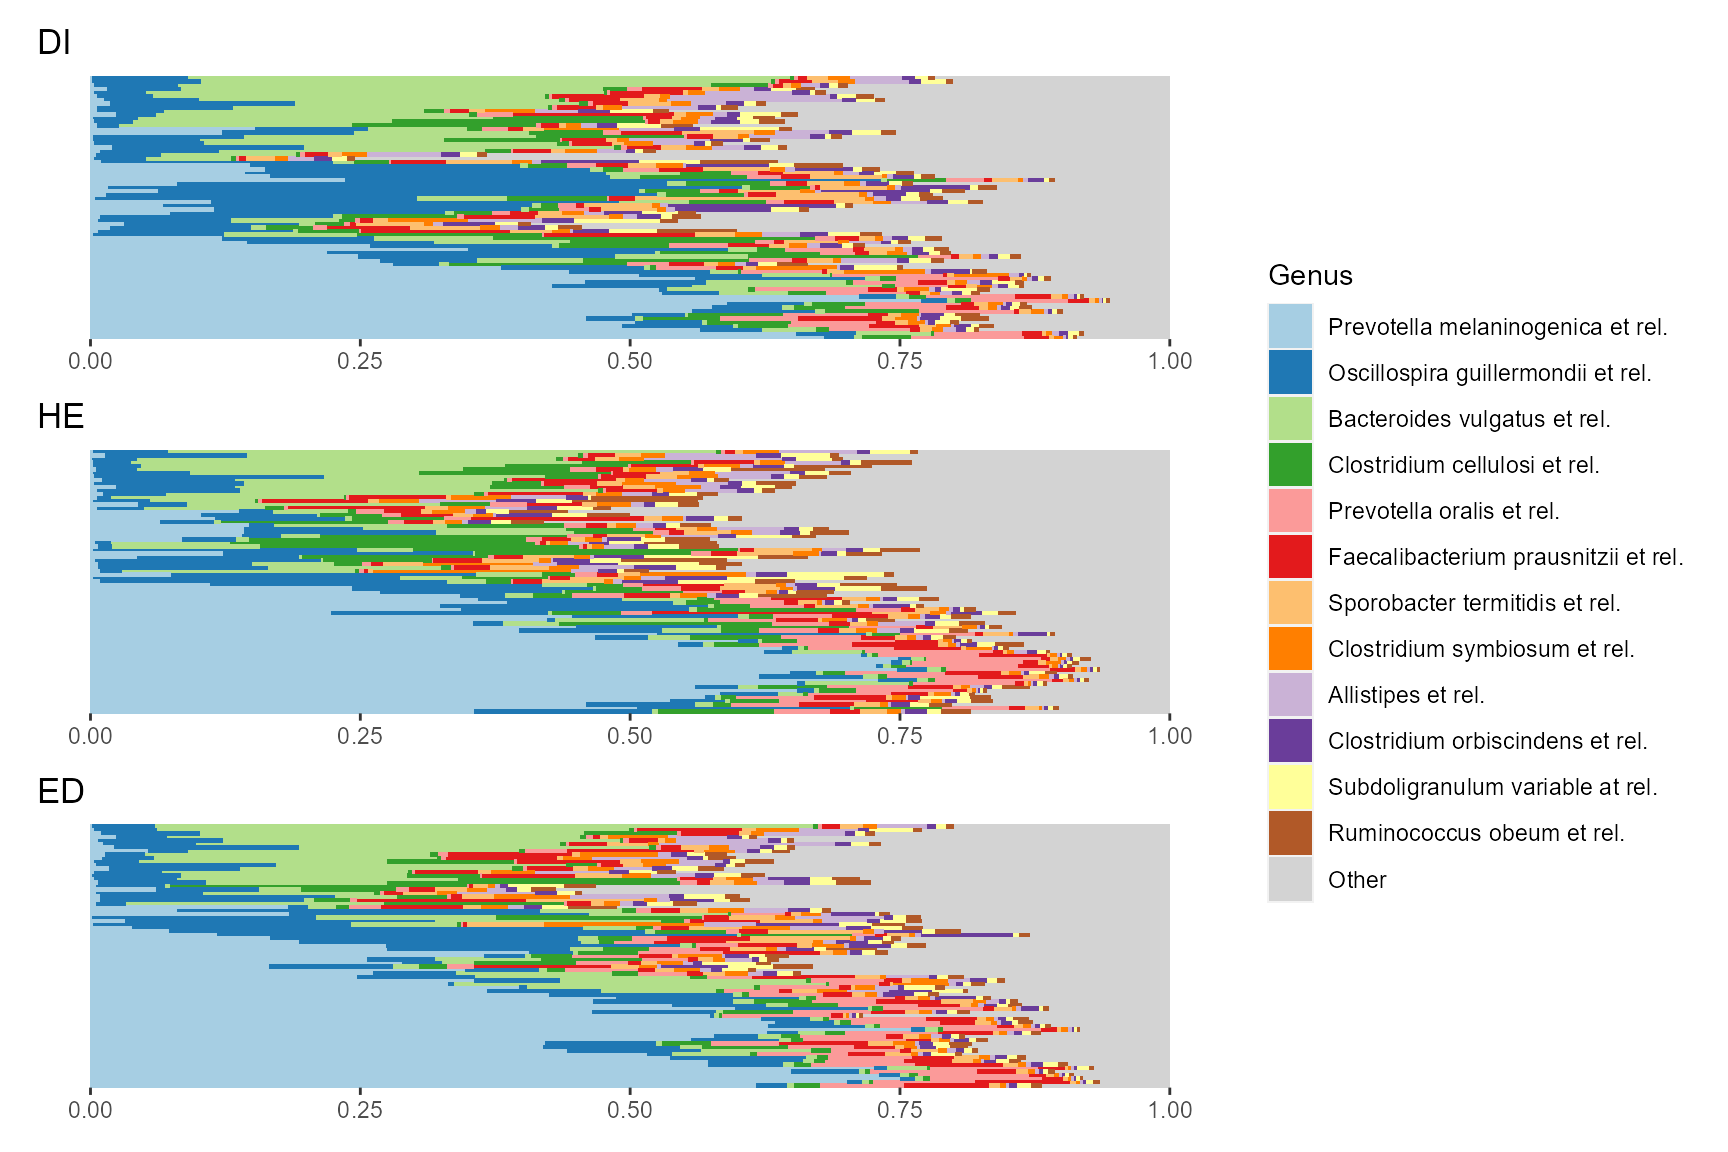 DI
0.00 0.25 0.50 0.75 1.00
HE
0.00 0.25 0.50 0.75 1.00
ED
0.00 0.25 0.50 0.75 1.00
Genus
Prevotella melaninogenica et rel.
Oscillospira guillermondii et rel.
Bacteroides vulgatus et rel.
Clostridium cellulosi et rel.
Prevotella oralis et rel.
Faecalibacterium prausnitzii et rel.
Sporobacter termitidis et rel.
Clostridium symbiosum et rel.
Allistipes et rel.
Clostridium orbiscindens et rel.
Subdoligranulum variable at rel.
Ruminococcus obeum et rel.
Other